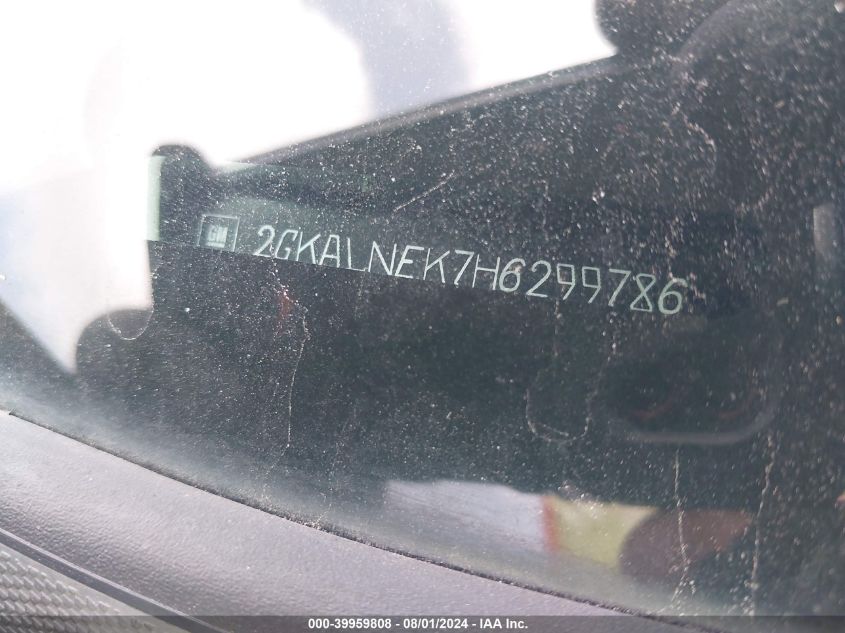 GM 2GKALNEK7H6299786
000-39959808 - 08/01/2024 - IAA Inc.